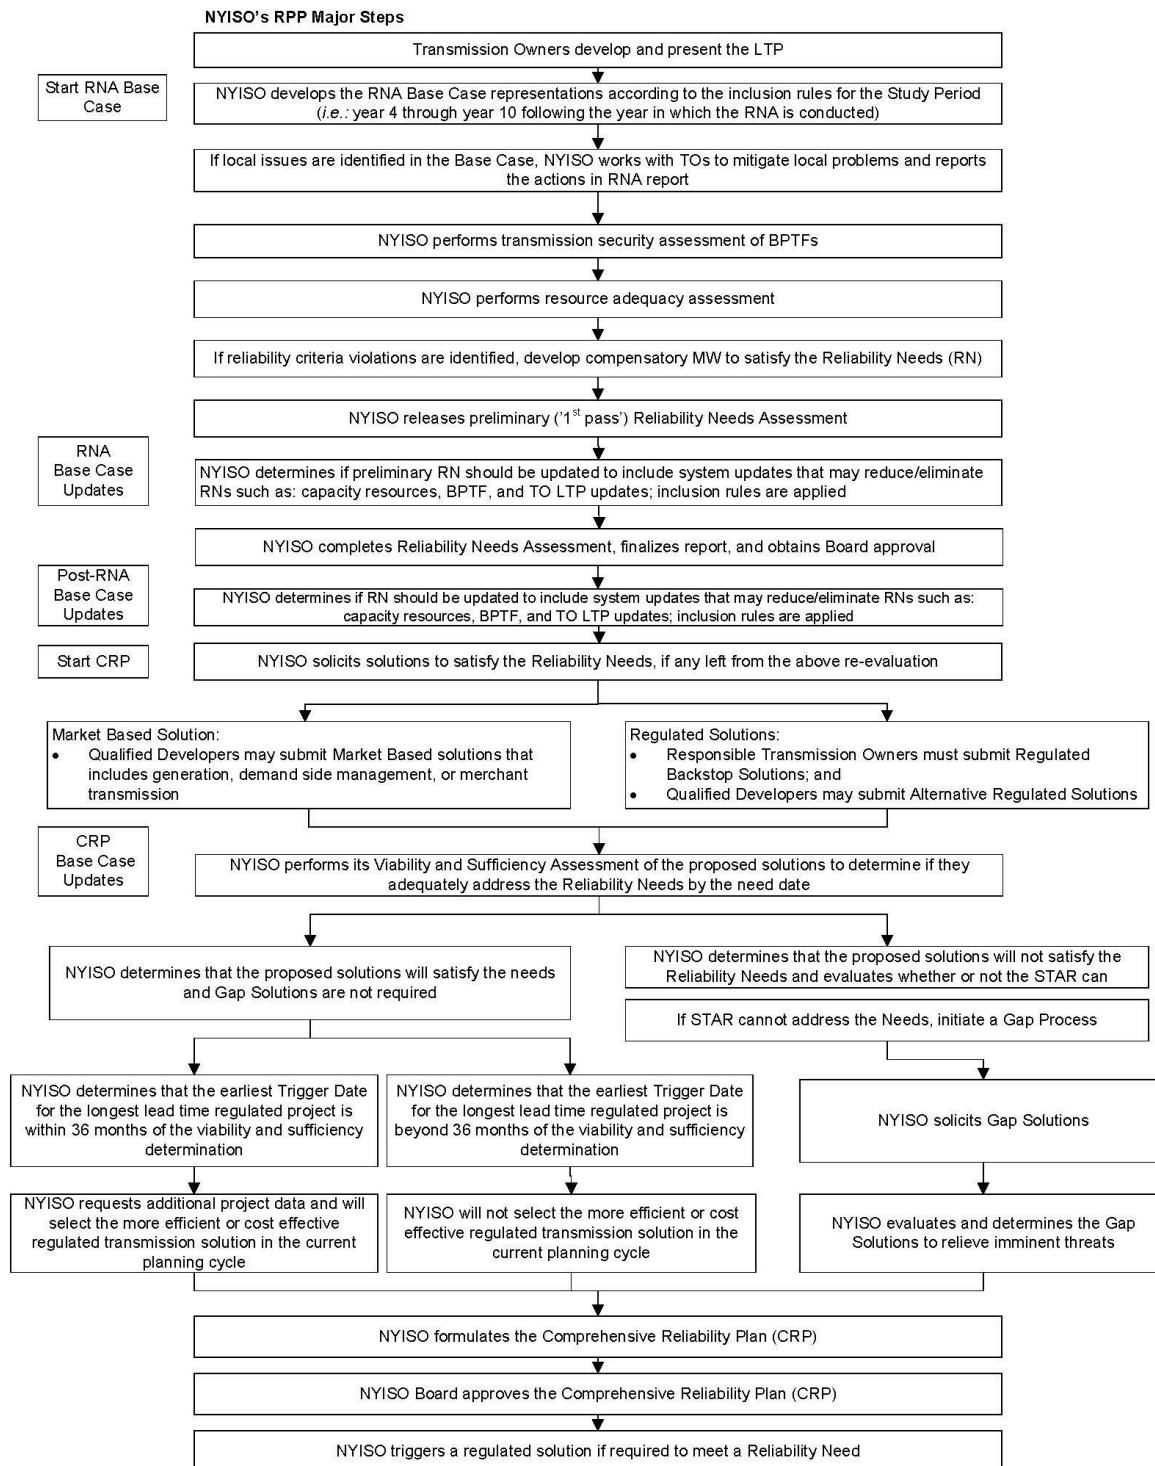 NYISO's RPP Major Steps
Transmission Owners develop and present the LTP
Start RNA Base
Case
NYISO develops the RNA Base Case representations according to the inclusion rules for the Study Period
(i.e.: year 4 through year 10 following the year in which the RNA is conducted)
If local issues are identified in the Base Case, NYISO works with TOs to mitigate local problems and reports
the actions in RNA report
NYISO performs transmission security assessment of BPTFs
NYISO performs resource adequacy assessment
If reliability criteria violations are identified, develop compensatory MW to satisfy the Reliability Needs (RN)
NYISO releases preliminary ('1st pass') Reliability Needs Assessment
RNA
Base Case
Updates
NYISO determines if preliminary RN should be updated to include system updates that may reduce/eliminate
RNs such as: capacity resources, BPTF, and TO LTP updates; inclusion rules are applied
NYISO completes Reliability Needs Assessment, finalizes report, and obtains Board approval
Post-RNA
Base Case
Updates
NYISO determines if RN should be updated to include system updates that may reduce/eliminate RNs such as:
capacity resources, BPTF, and TO LTP updates; inclusion rules are applied
Start CRP
NYISO solicits solutions to satisfy the Reliability Needs, if any left from the above re-evaluation
Market Based Solution:
• Qualified Developers may submit Market Based solutions that
includes generation, demand side management, or merchant
transmission
Regulated Solutions:
• Responsible Transmission Owners must submit Regulated
Backstop Solutions; and
• Qualified Developers may submit Alternative Regulated Solutions
CRP
Base Case
Updates
NYISO performs its Viability and Sufficiency Assessment of the proposed solutions to determine if they
adequately address the Reliability Needs by the need date
NYISO determines that the proposed solutions will satisfy the needs
and Gap Solutions are not required
NYISO determines that the proposed solutions will not satisfy the
Reliability Needs and evaluates whether or not the STAR can
If STAR cannot address the Needs, initiate a Gap Process
NYISO determines that the earliest Trigger Date
for the longest lead time regulated project is
within 36 months of the viability and sufficiency
determination
NYISO determines that the earliest Trigger Date
for the longest lead time regulated project is
beyond 36 months of the viability and sufficiency
determination
NYISO solicits Gap Solutions
NYISO requests additional project data and will
select the more efficient or cost effective
regulated transmission solution in the current
planning cycle
NYISO will not select the more efficient or cost
effective regulated transmission solution in the
current planning cycle
NYISO evaluates and determines the Gap
Solutions to relieve imminent threats
NYISO formulates the Comprehensive Reliability Plan (CRP)
NYISO Board approves the Comprehensive Reliability Plan (CRP)
NYISO triggers a regulated solution if required to meet a Reliability Need